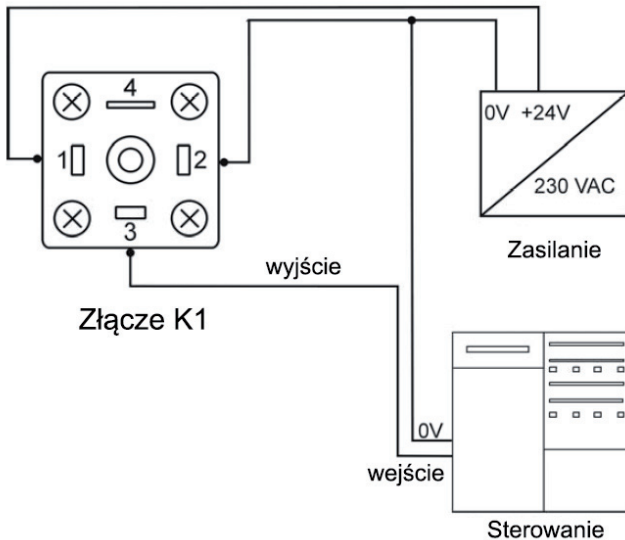 4
1
2
3
0V +24V
230 VAC
Zasilanie
wyjście
Złącze K1
0V
wejście
Sterowanie